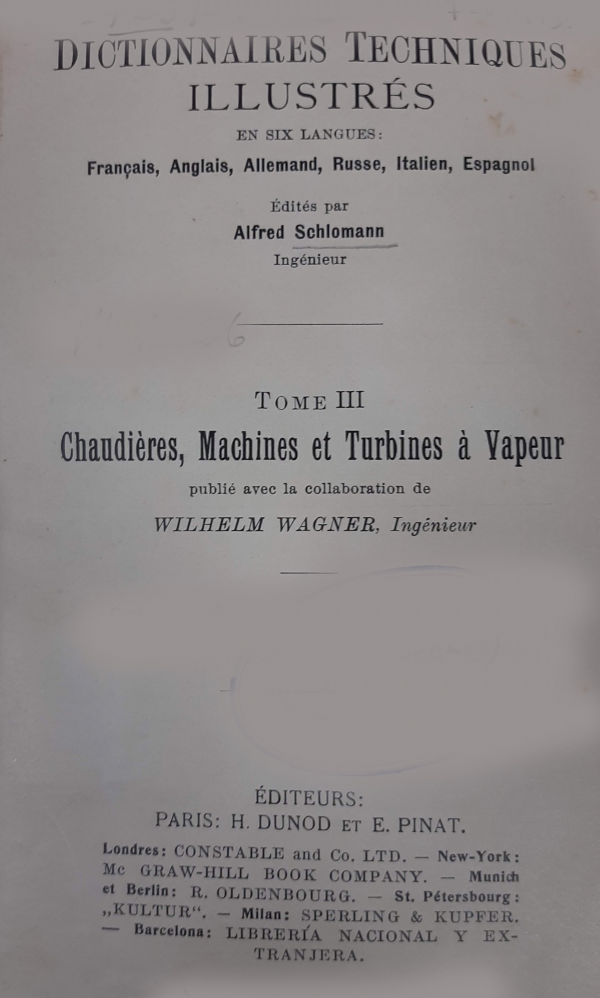 DICTIONNAIRES TECHNIQUES
ILLUSTRÉS
EN SIX LANGUES:
Français, Anglais, Allemand, Russe, Italien, Espagnol
Édités par
Alfred Schlomann
Ingénieur
6
TOME III
Chaudières, Machines et Turbines à Vapeur
publié avec la collaboration de
WILHELM WAGNER, Ingénieur
ÉDITEURS:
PARIS: H. DUNOD ET E. PINAT.
Londres: CONSTABLE and Co. LTD. — New-York:
Mc GRAW-HILL BOOK COMPANY. — Munich
et Berlin: R. OLDENBOURG. — St. Pétersbourg:
„KULTUR“. — Milan: SPERLING & KUPFER.
— Barcelona: LIBRERÍA NACIONAL Y EX-
TRANJERA.